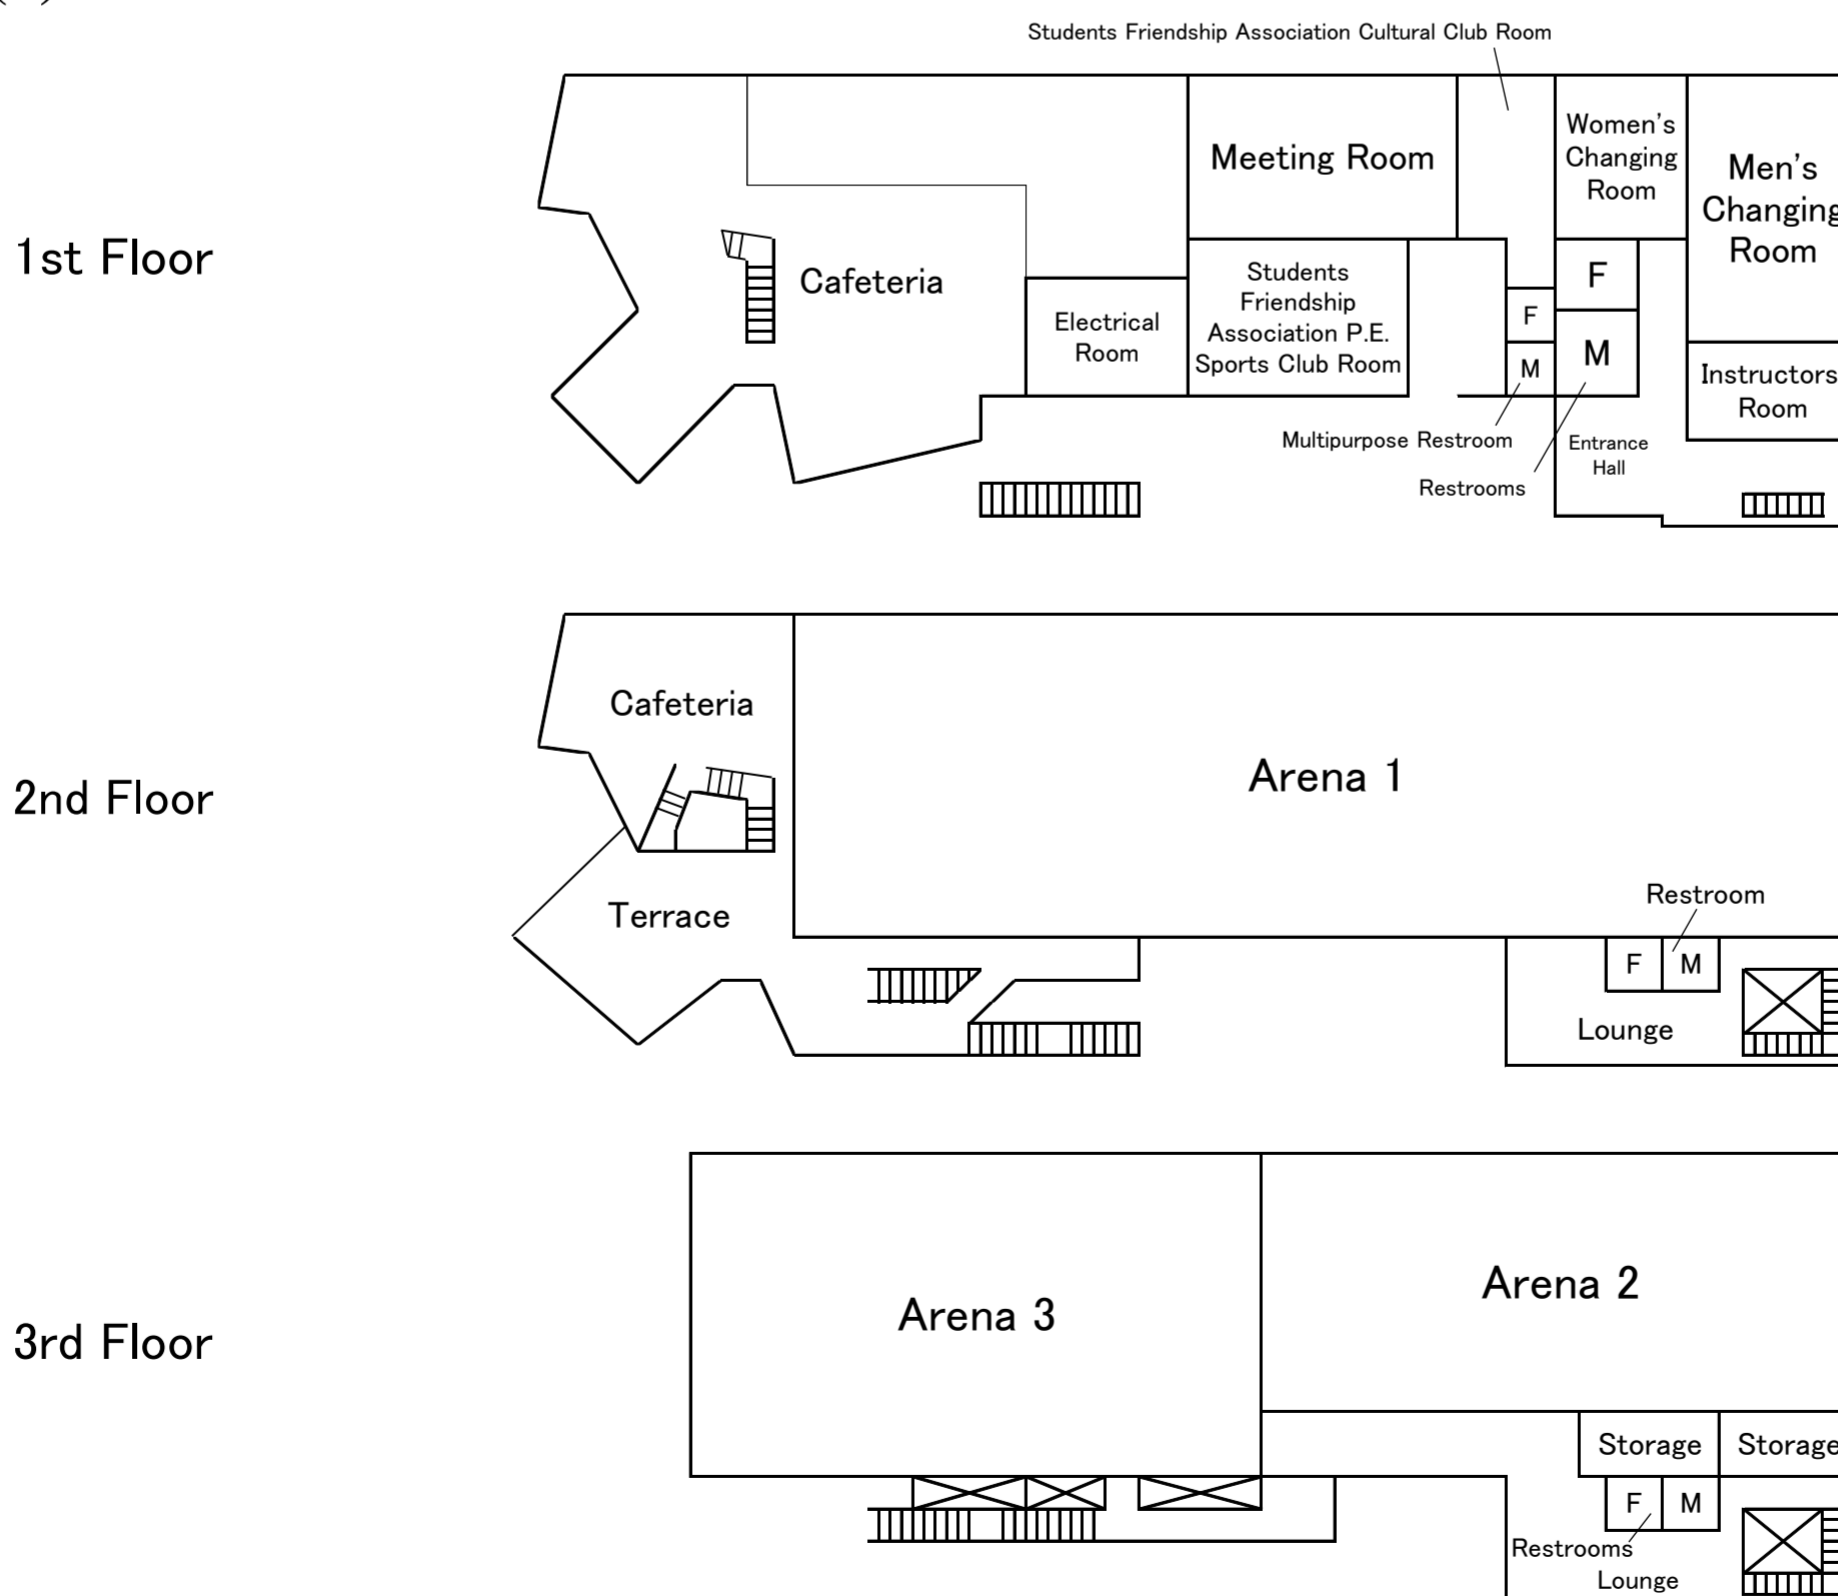 Students Friendship Association Cultural Club Room
1st Floor
Meeting Room
Women's
Changing
Room
Men's
Changing
Room
Cafeteria
Electrical
Room
Students
Friendship
Association P.E.
Sports Club Room
F
M
F
M
Instructors
Room
Multipurpose Restroom
Restrooms
Entrance
Hall
2nd Floor
Cafeteria
Terrace
Arena 1
Restroom
F
M
Lounge
3rd Floor
Arena 3
Arena 2
Storage
Storage
F
M
Restrooms
Lounge